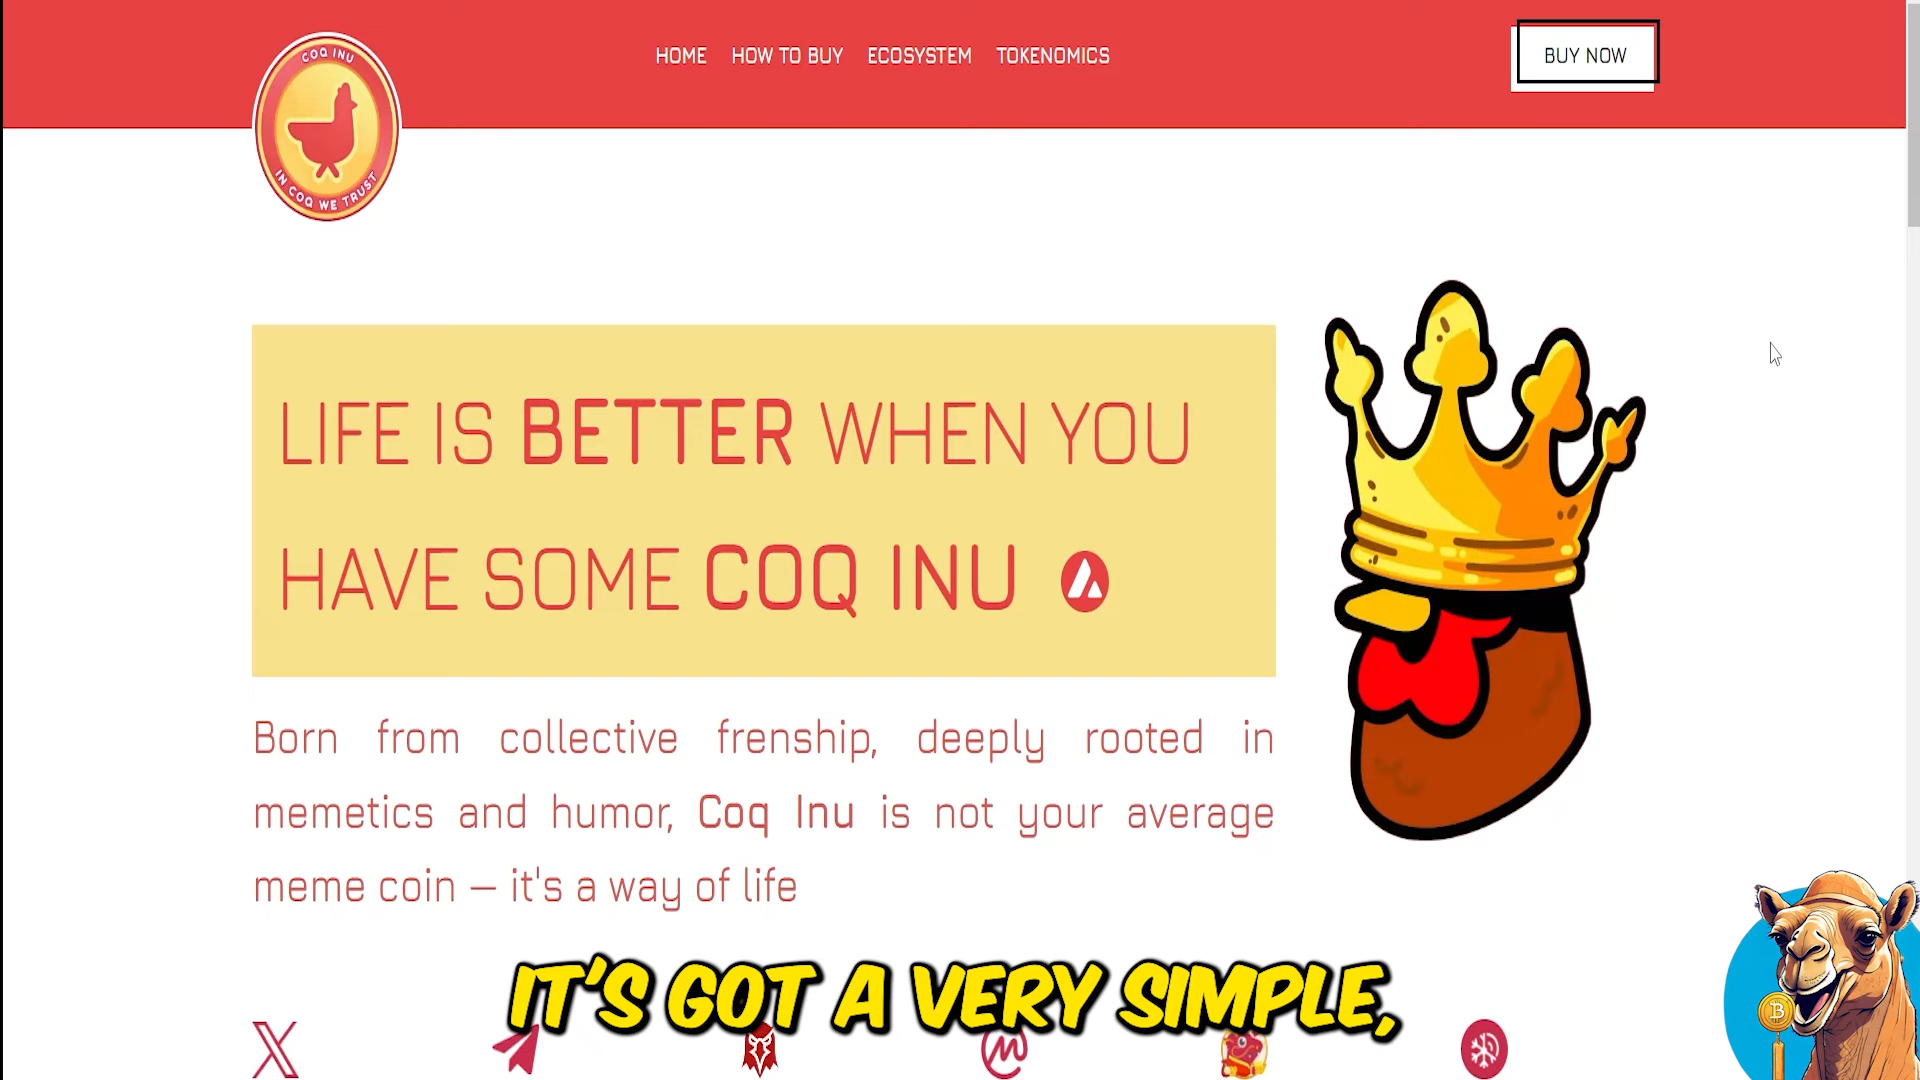 COQ INU
IN COQ WE TRUST
HOME HOW TO BUY ECOSYSTEM TOKENOMICS
BUY NOW
LIFE IS BETTER WHEN YOU
HAVE SOME COQ INU
Born from collective frenship, deeply rooted in
memetics and humor, Coq Inu is not your average
meme coin — it's a way of life
IT'S GOT A VERY SIMPLE,